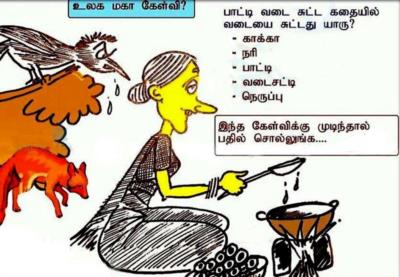 உலக மகா கேள்வி?
பாட்டி வடை சுட்ட கதையில்
வடையை சுட்டது யாரு?
- காக்கா
- நரி
- பாட்டி
- வடைசட்டி
- நெருப்பு
இந்த கேள்விக்கு முடிந்தால்
பதில் சொல்லுங்க....